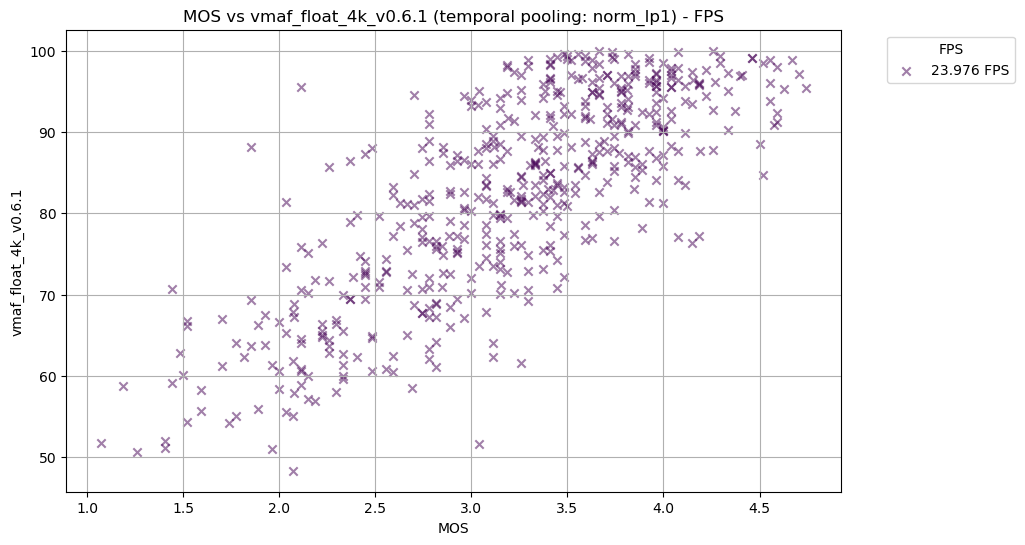 MOS vs vmaf_float_4k_v0.6.1 (temporal pooling: norm_lp1) - FPS
FPS
23.976 FPS
100
90
80
70
60
50
vmaf_float_4k_v0.6.1
1.0 1.5 2.0 2.5 3.0 3.5 4.0 4.5
MOS